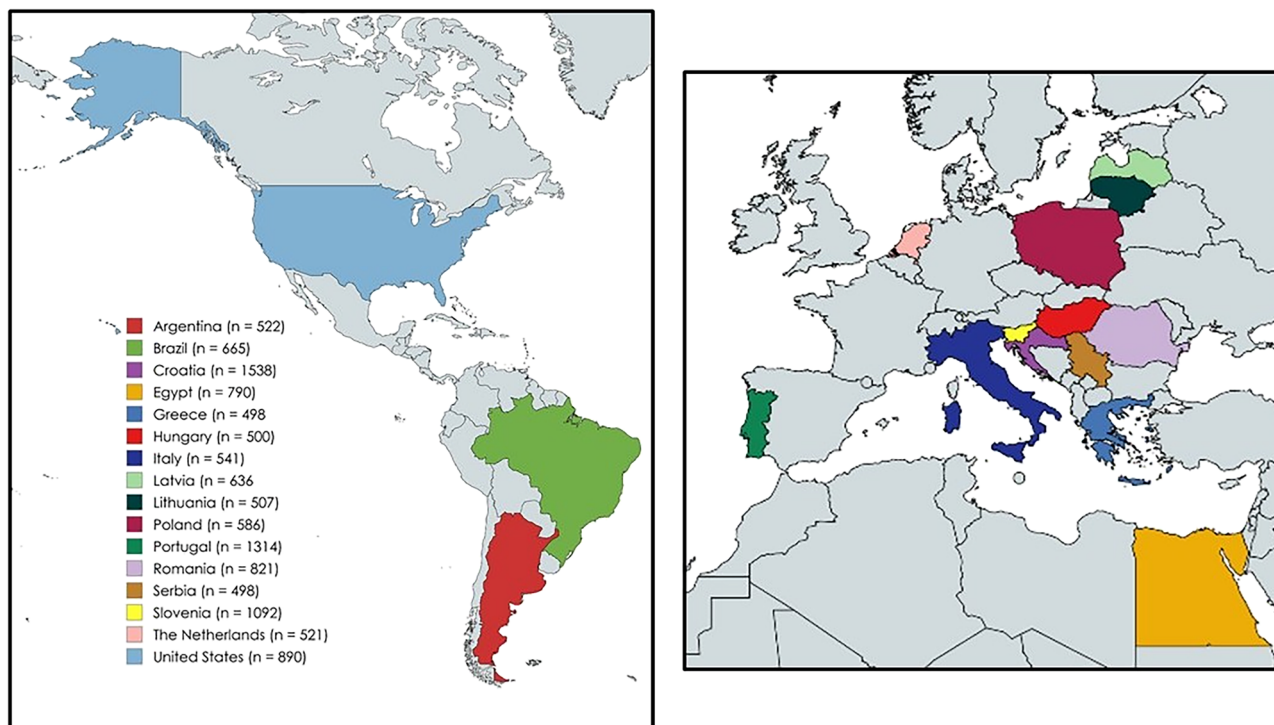 Argentina (n = 522)
Brazil (n = 665)
Croatia (n = 1538)
Egypt (n = 790)
Greece (n = 498
Hungary (n = 500)
Italy (n = 541)
Latvia (n = 636
Lithuania (n = 507)
Poland (n = 586)
Portugal (n = 1314)
Romania (n = 821)
Serbia (n = 498)
Slovenia (n = 1092)
The Netherlands (n = 521)
United States (n = 890)